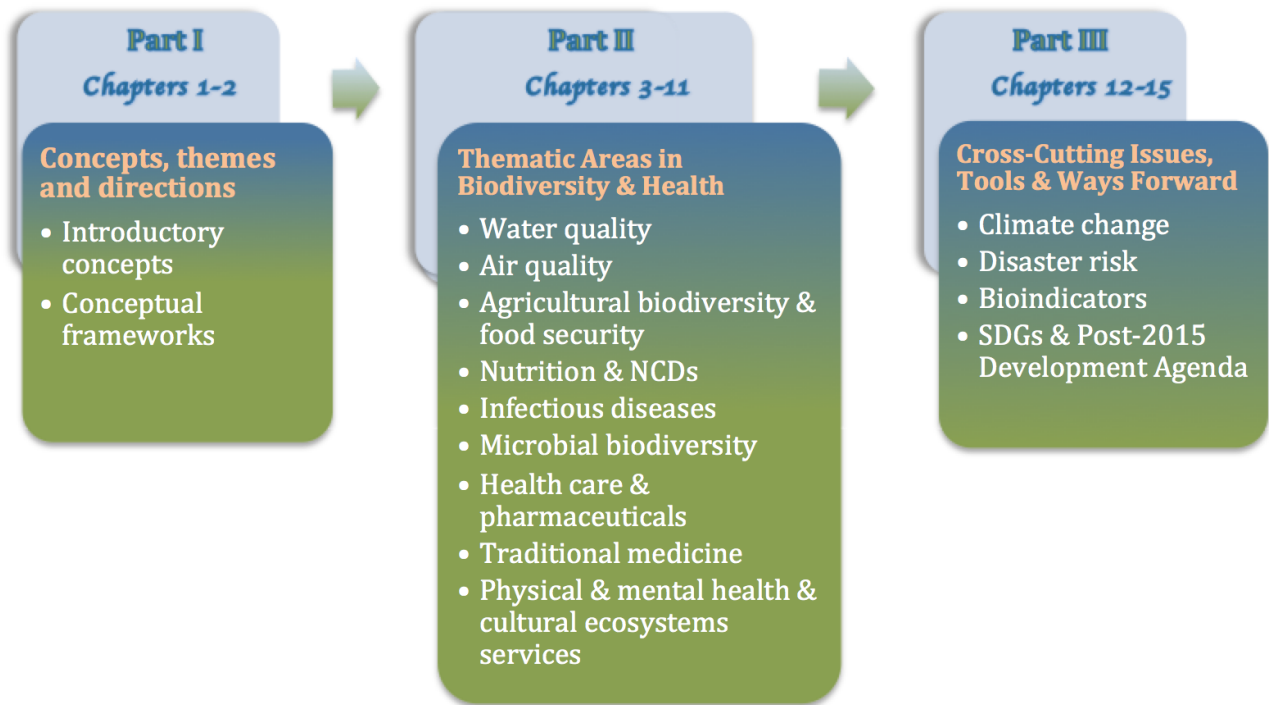 Part I
Chapters 1-2
Concepts, themes
and directions
• Introductory
concepts
• Conceptual
frameworks
Part II
Chapters 3-11
Thematic Areas in
Biodiversity & Health
• Water quality
• Air quality
• Agricultural biodiversity &
food security
• Nutrition & NCDs
• Infectious diseases
• Microbial biodiversity
• Health care &
pharmaceuticals
• Traditional medicine
• Physical & mental health &
cultural ecosystems
services
Part III
Chapters 12-15
Cross-Cutting Issues,
Tools & Ways Forward
• Climate change
• Disaster risk
• Bioindicators
• SDGs & Post-2015
Development Agenda